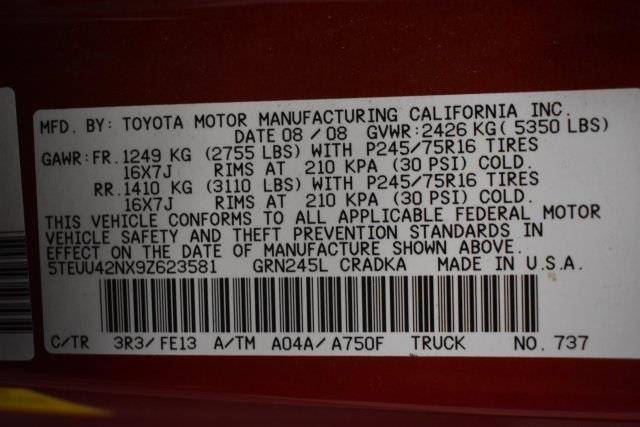 MFD. BY: TOYOTA MOTOR MANUFACTURING CALIFORNIA INC.
DATE 08/08 GVWR: 2426 KG( 5350 LBS)
GAWR: FR. 1249 KG (2755 LBS) WITH P245/75R16 TIRES
16X7J RIMS AT 210 KPA (30 PSI) COLD.
RR. 1410 KG (3110 LBS) WITH P245/75R16 TIRES
16X7J RIMS AT 210 KPA (30 PSI) COLD.
THIS VEHICLE CONFORMS TO ALL APPLICABLE FEDERAL MOTOR
VEHICLE SAFETY AND THEFT PREVENTION STANDARDS IN
EFFECT ON THE DATE OF MANUFACTURE SHOWN ABOVE.
5TEUU42NX9Z623581 GRN245L CRADKA MADE IN U.S.A.
C/TR 3R3/FE13 A/TM A04A/A750F TRUCK NO. 737